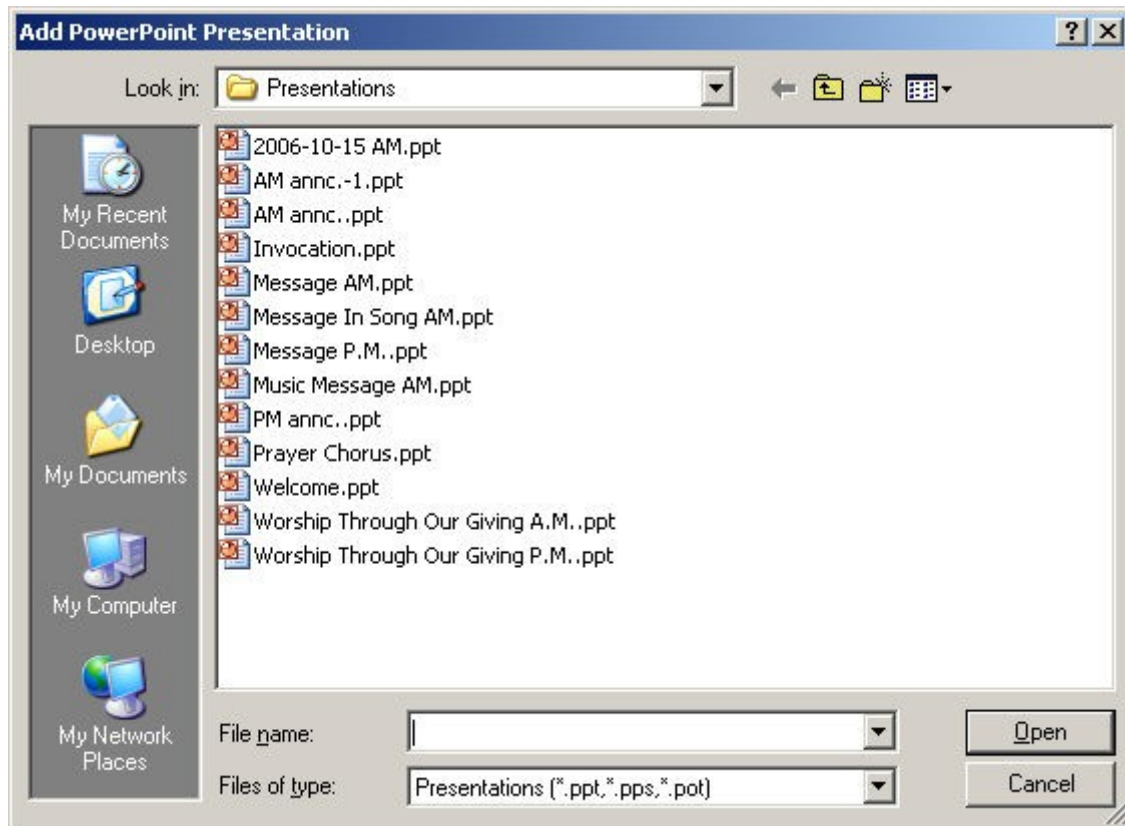 Add PowerPoint Presentation
Look in:
Presentations
My Recent
Documents
Desktop
My Documents
My Computer
My Network
Places
2006-10-15 AM.ppt
AM annc.-1.ppt
AM annc..ppt
Invocation.ppt
Message AM.ppt
Message In Song AM.ppt
Message P.M..ppt
Music Message AM.ppt
PM annc..ppt
Prayer Chorus.ppt
Welcome.ppt
Worship Through Our Giving A.M..ppt
Worship Through Our Giving P.M..ppt
File name:
Open
Files of type:
Presentations (*.ppt,*.pps,*.pot)
Cancel